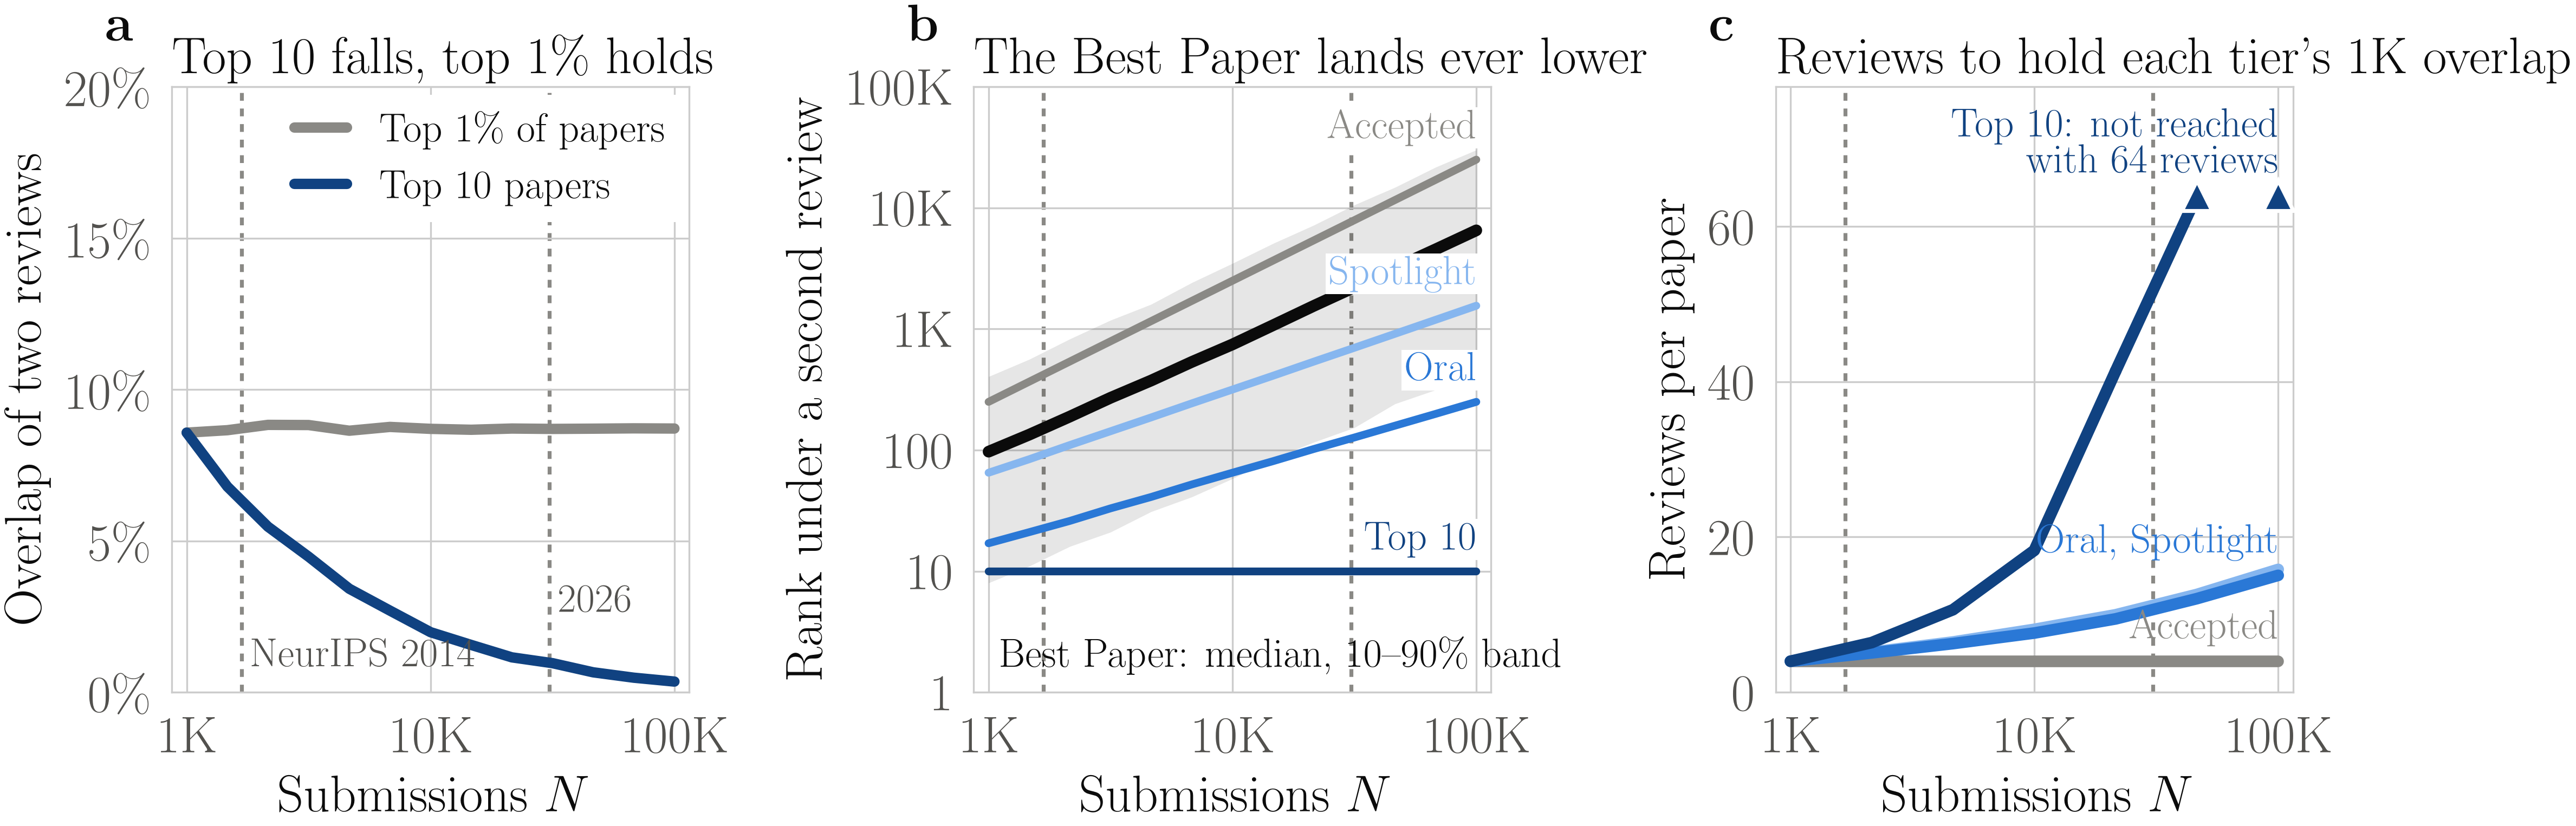 a
Top 10 falls, top 1% holds
Overlap of two reviews
20%
15%
10%
5%
0%
Top 1% of papers
Top 10 papers
2026
NeurIPS 2014
1K
10K
100K
Submissions N
b
The Best Paper lands ever lower
Rank under a second review
100K
10K
1K
100
10
1
Accepted
Spotlight
Oral
Top 10
Best Paper: median, 10–90% band
1K
10K
100K
Submissions N
c
Reviews to hold each tier's 1K overlap
Reviews per paper
60
40
20
0
Top 10: not reached
with 64 reviews
Oral, Spotlight
Accepted
1K
10K
100K
Submissions N